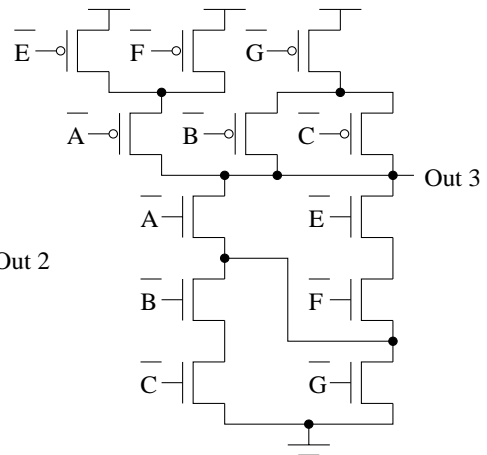 E̅ F̅ G̅
A̅ B̅ C̅
Out 3
A̅ E̅
Out 2
B̅ F̅
C̅ G̅